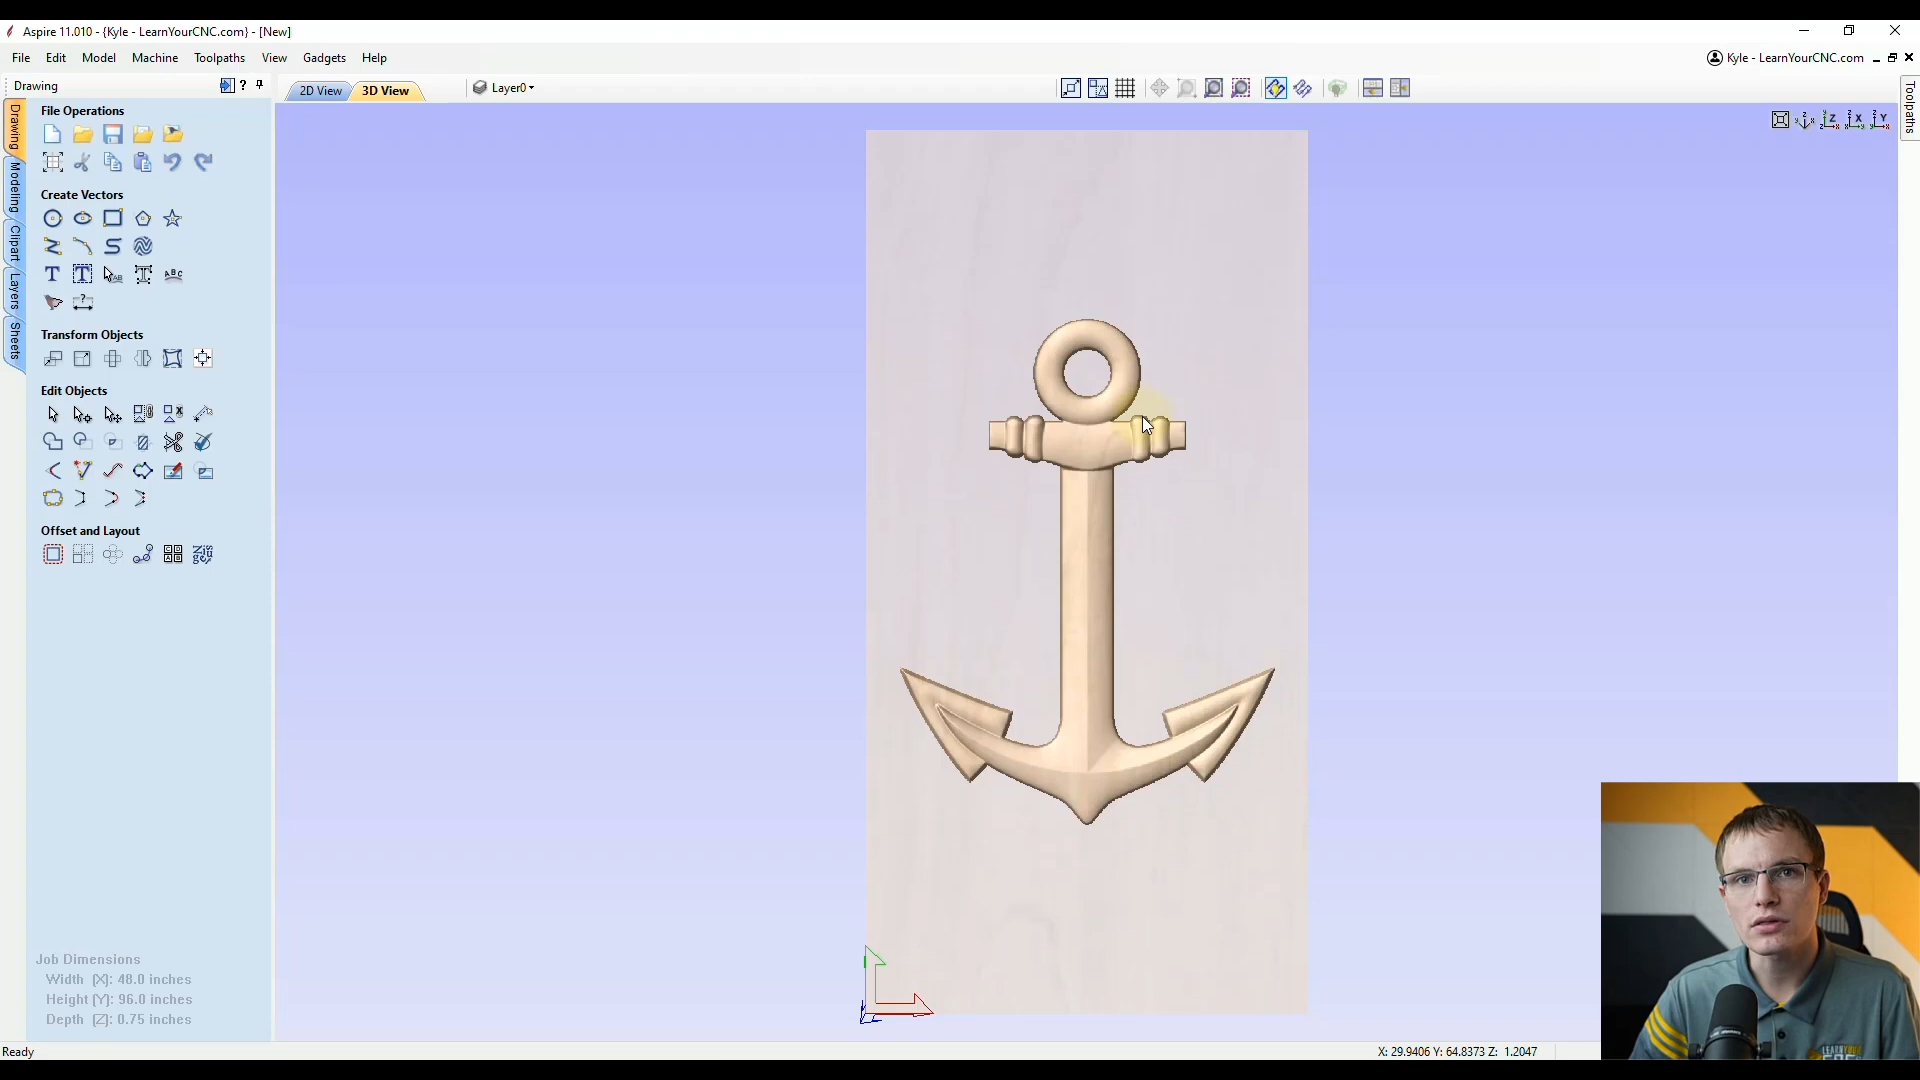 Aspire 11.010 - {Kyle - LearnYourCNC.com} - [New]
File Edit Model Machine Toolpaths View Gadgets Help
Kyle - LearnYourCNC.com
Drawing
2D View 3D View Layer0
Toolpaths
Drawing
Modeling
Clipart
Layers
Sheets
File Operations
Create Vectors
Transform Objects
Edit Objects
Offset and Layout
Job Dimensions
Width (X): 48.0 inches
Height (Y): 96.0 inches
Depth (Z): 0.75 inches
Ready
X: 29.9406 Y: 64.8373 Z: 1.2047